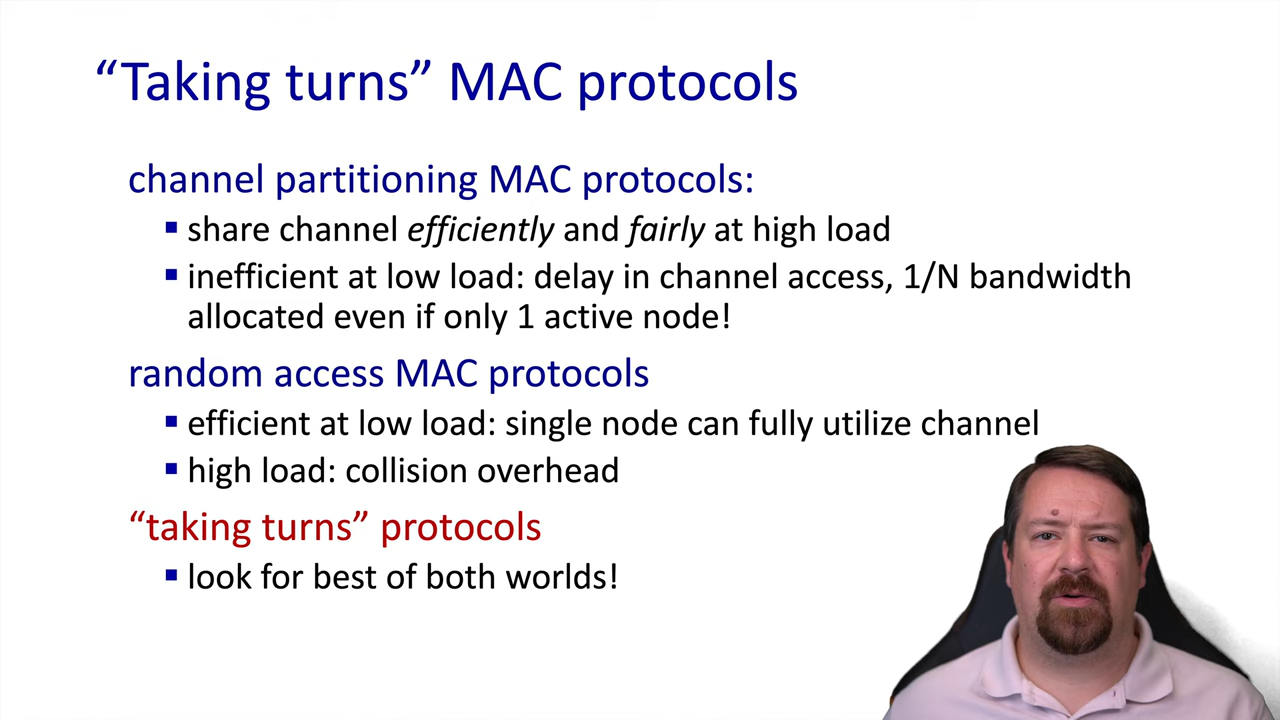 “Taking turns” MAC protocols
channel partitioning MAC protocols:
▪ share channel efficiently and fairly at high load
▪ inefficient at low load: delay in channel access, 1/N bandwidth
allocated even if only 1 active node!
random access MAC protocols
▪ efficient at low load: single node can fully utilize channel
▪ high load: collision overhead
“taking turns” protocols
▪ look for best of both worlds!